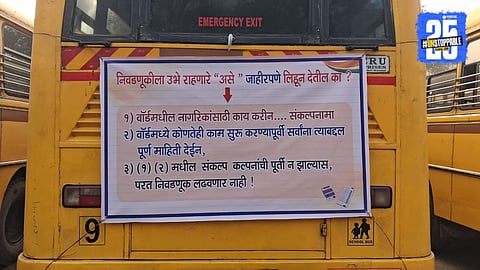 EMERGENCY EXIT
25
#UNSTOPPABLE
निवडणूकीला उभे राहणारे "असे " जाहीरपणे लिहून देतील का ?
१) वॉर्डमधील नागरिकांसाठी काय करीन.... संकल्पनामा
२) वॉर्डमध्ये कोणतेही काम सुरू करण्यापूर्वी सर्वांना त्याबद्दल
पूर्ण माहिती देईन,
३) (१) (२) मधील संकल्प कल्पनांची पूर्ती न झाल्यास,
परत निवडणूक लढवणार नाही !
9
SCHOOL BUS